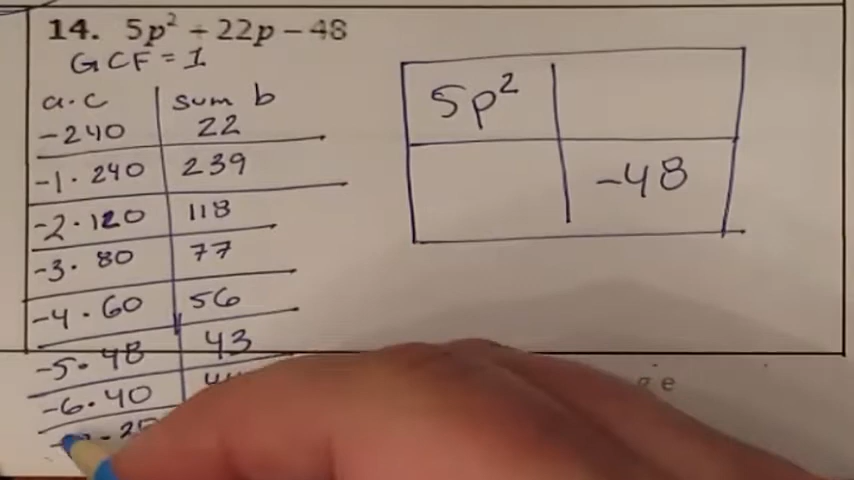 14. 5p² + 22p - 48
GCF = 1
a·c sum b
-240 22
-1 · 240 239
-2 · 120 118
-3 · 80 77
-4 · 60 56
-5 · 48 43
-6 · 40
5p²
-48